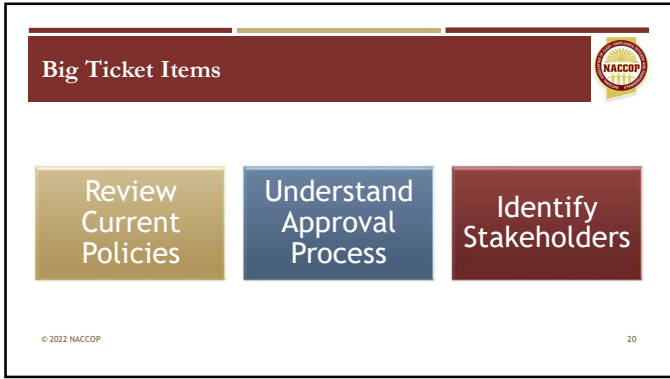 Big Ticket Items
NACCOP
Review
Current
Policies
Understand
Approval
Process
Identify
Stakeholders
© 2022 NACCOP
20